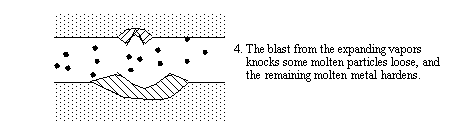 4. The blast from the expanding vapors
knocks some molten particles loose, and
the remaining molten metal hardens.